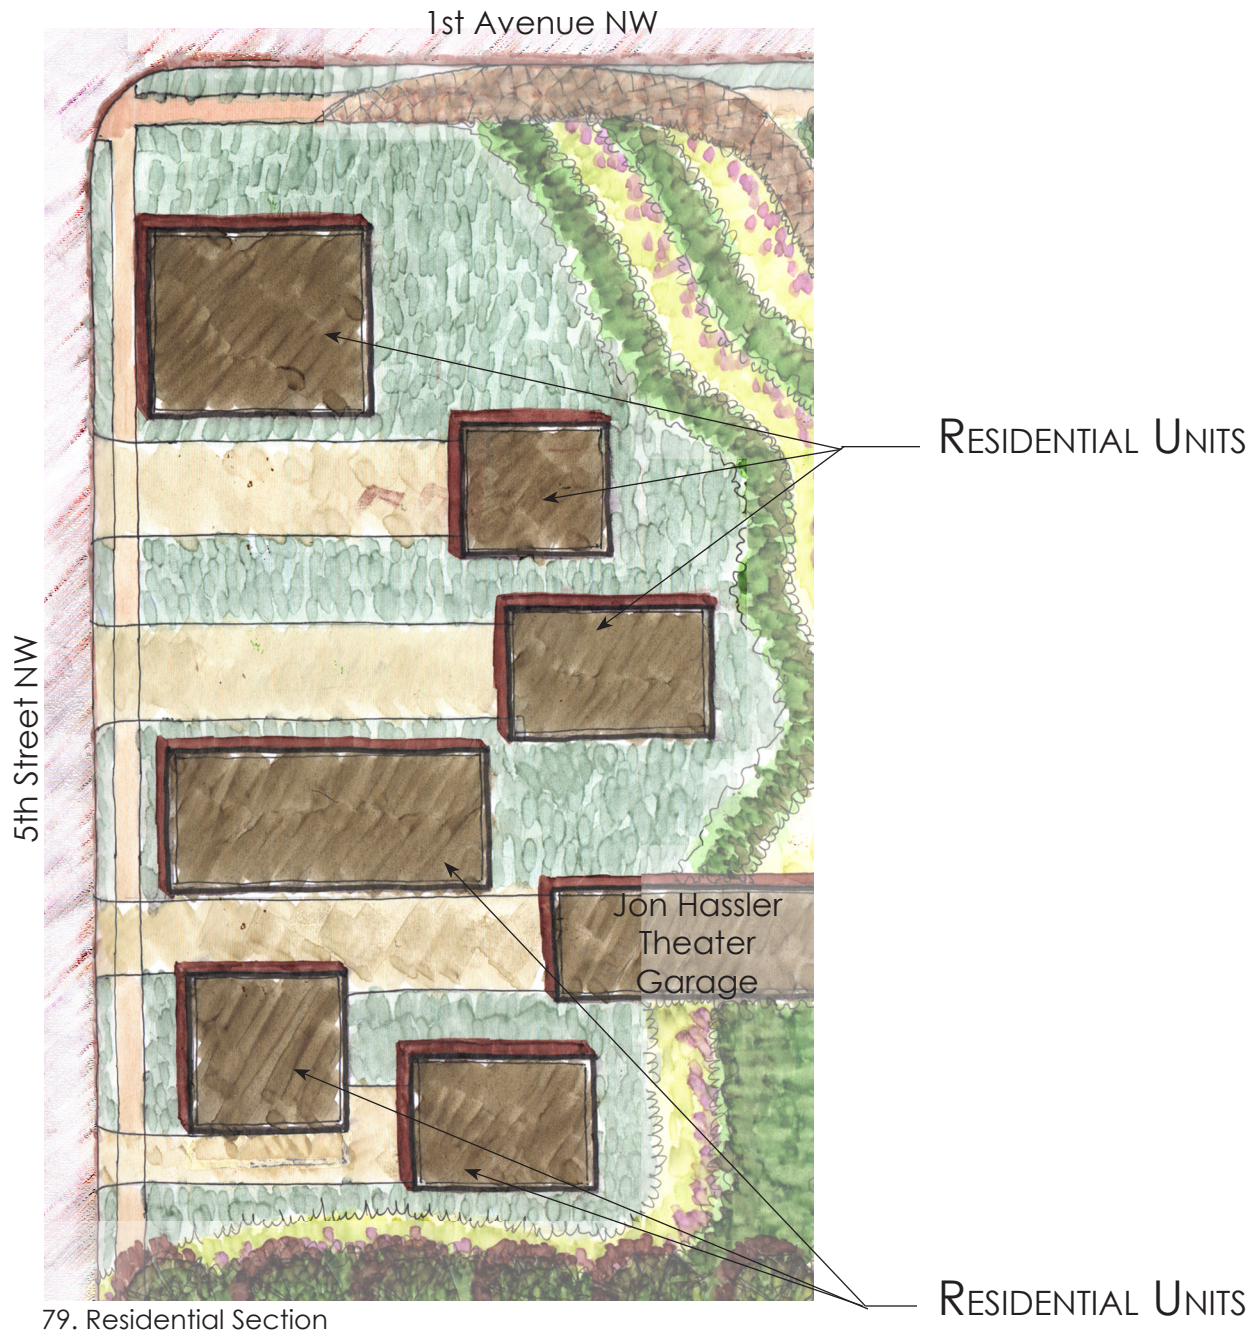 1st Avenue NW
RESIDENTIAL UNITS
5th Street NW
Jon Hassler
Theater
Garage
RESIDENTIAL UNITS
79. Residential Section